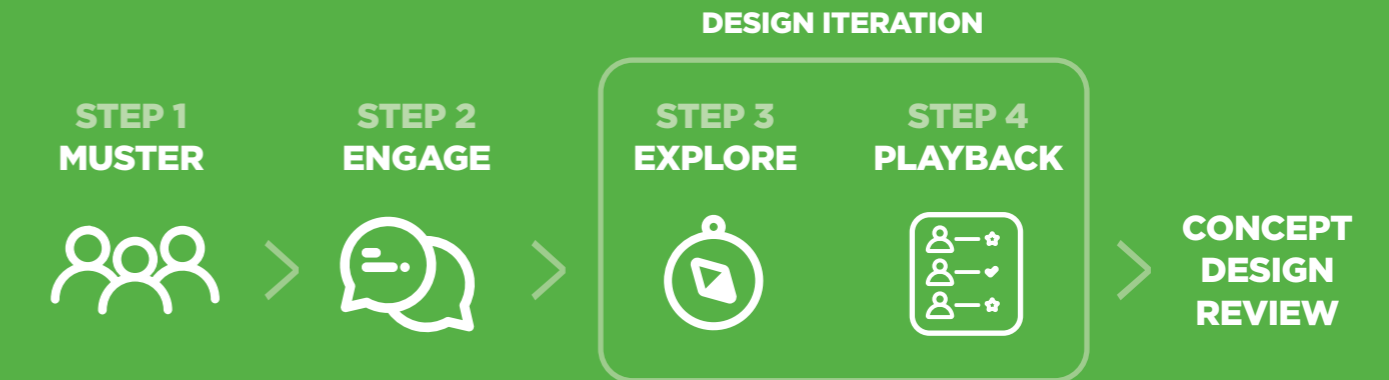 DESIGN ITERATION
STEP 1
MUSTER
STEP 2
ENGAGE
STEP 3
EXPLORE
STEP 4
PLAYBACK
CONCEPT
DESIGN
REVIEW